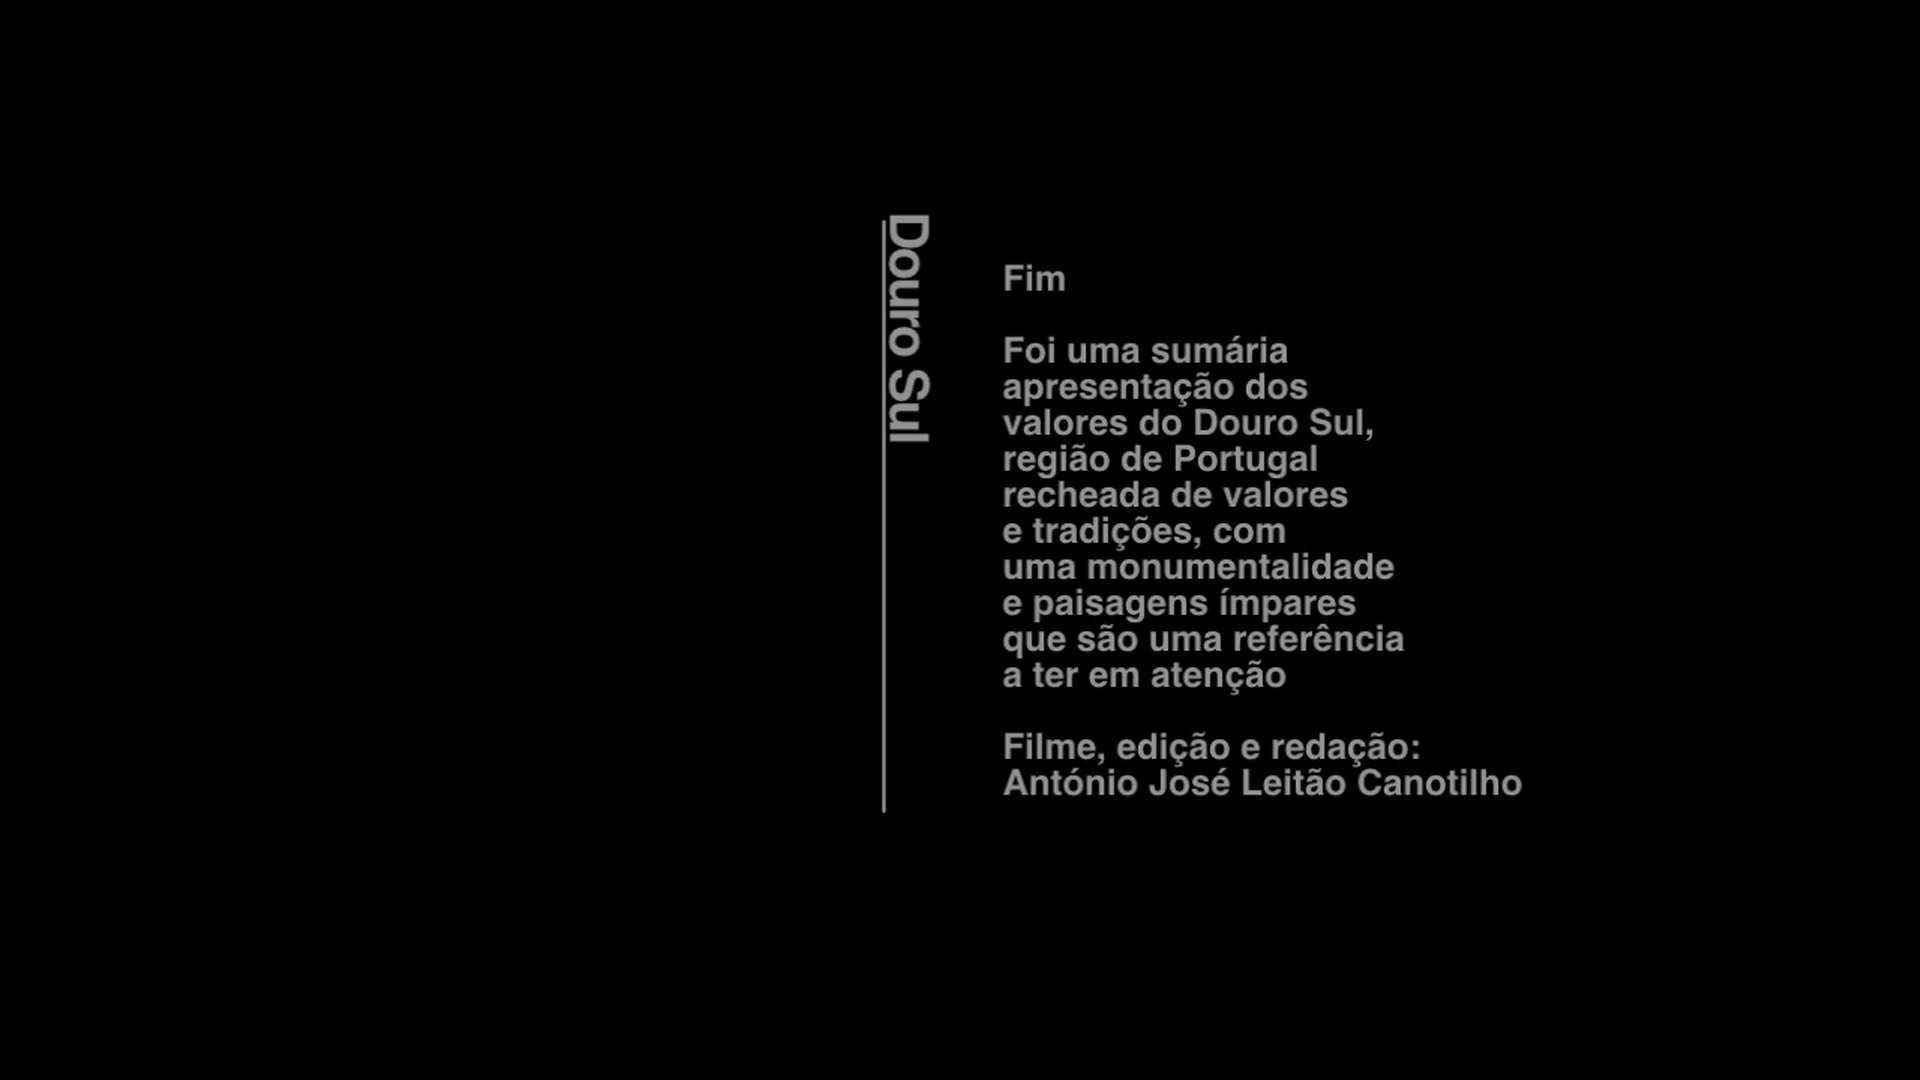 Douro Sul
Fim
Foi uma sumária
apresentação dos
valores do Douro Sul,
região de Portugal
recheada de valores
e tradições, com
uma monumentalidade
e paisagens ímpares
que são uma referência
a ter em atenção
Filme, edição e redação:
António José Leitão Canotilho